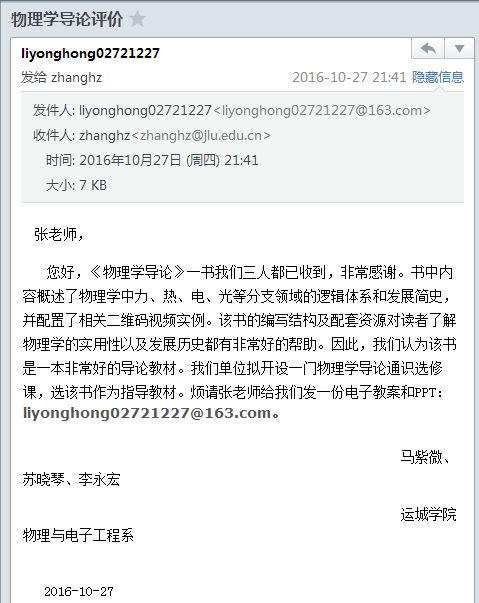 物理学导论评价
liyonghong02721227
发给 zhanghz 2016-10-27 21:41 隐藏信息
发件人: liyonghong02721227<liyonghong02721227@163.com>
收件人: zhanghz<zhanghz@jlu.edu.cn>
时间: 2016年10月27日 (周四) 21:41
大小: 7 KB
张老师，
您好，《物理学导论》一书我们三人都已收到，非常感谢。书中内
容概述了物理学中力、热、电、光等分支领域的逻辑体系和发展简史，
并配置了相关二维码视频实例。该书的编写结构及配套资源对读者了解
物理学的实用性以及发展历史都有非常好的帮助。因此，我们认为该书
是一本非常好的导论教材。我们单位拟开设一门物理学导论通识选修
课，选该书作为指导教材。烦请张老师给我们发一份电子教案和PPT：
liyonghong02721227@163.com。
马紫微、
苏晓琴、李永宏
运城学院
物理与电子工程系
2016-10-27